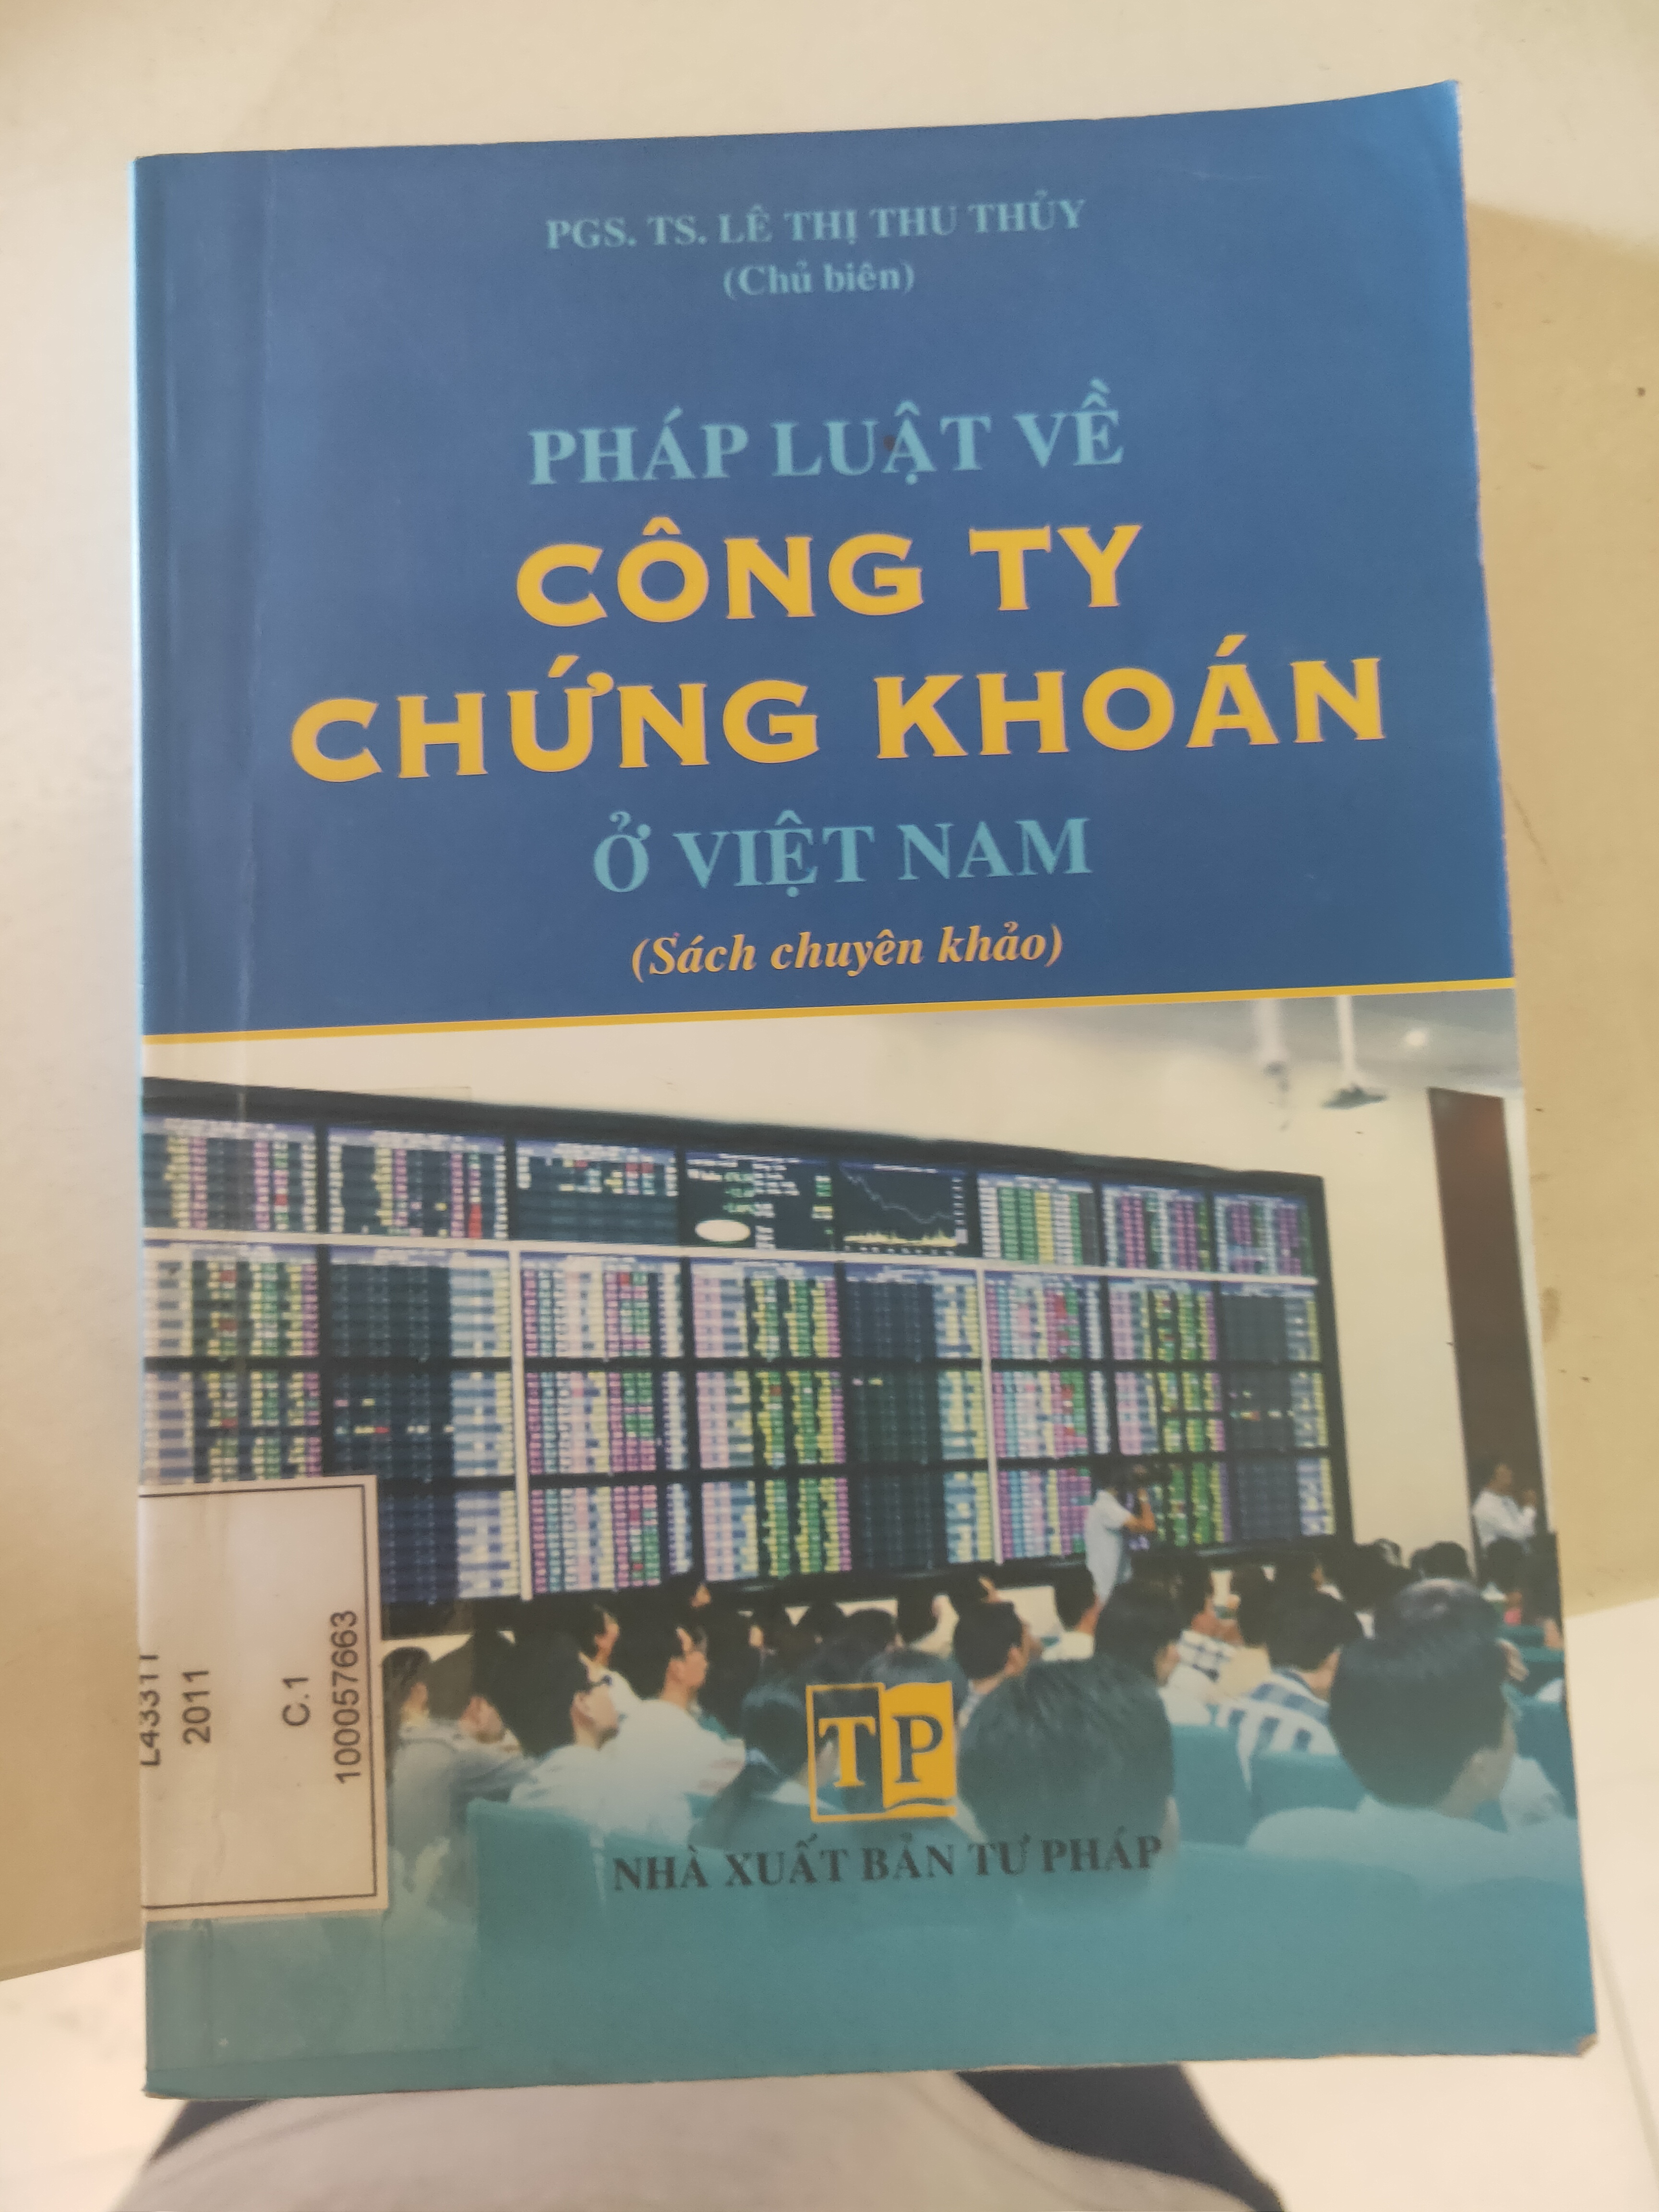 PGS. TS. LÊ THỊ THU THỦY
(Chủ biên)
PHÁP LUẬT VỀ
CÔNG TY
CHỨNG KHOÁN
Ở VIỆT NAM
(Sách chuyên khảo)
2011
C.1
100057663
TP
NHÀ XUẤT BẢN TƯ PHÁP